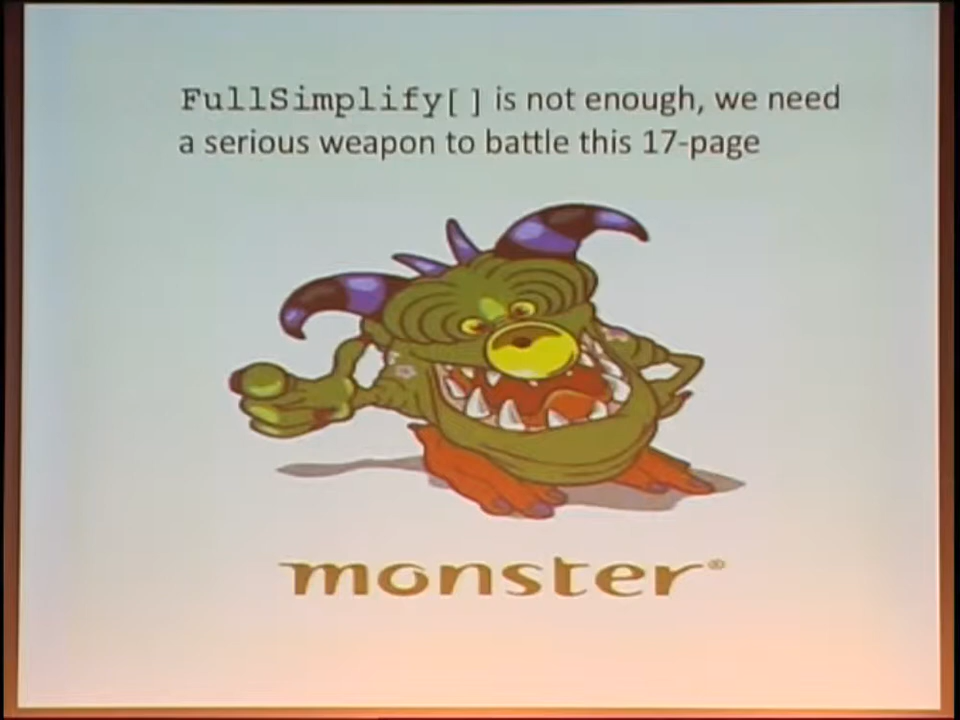 FullSimplify[ ] is not enough, we need
a serious weapon to battle this 17-page
monster®